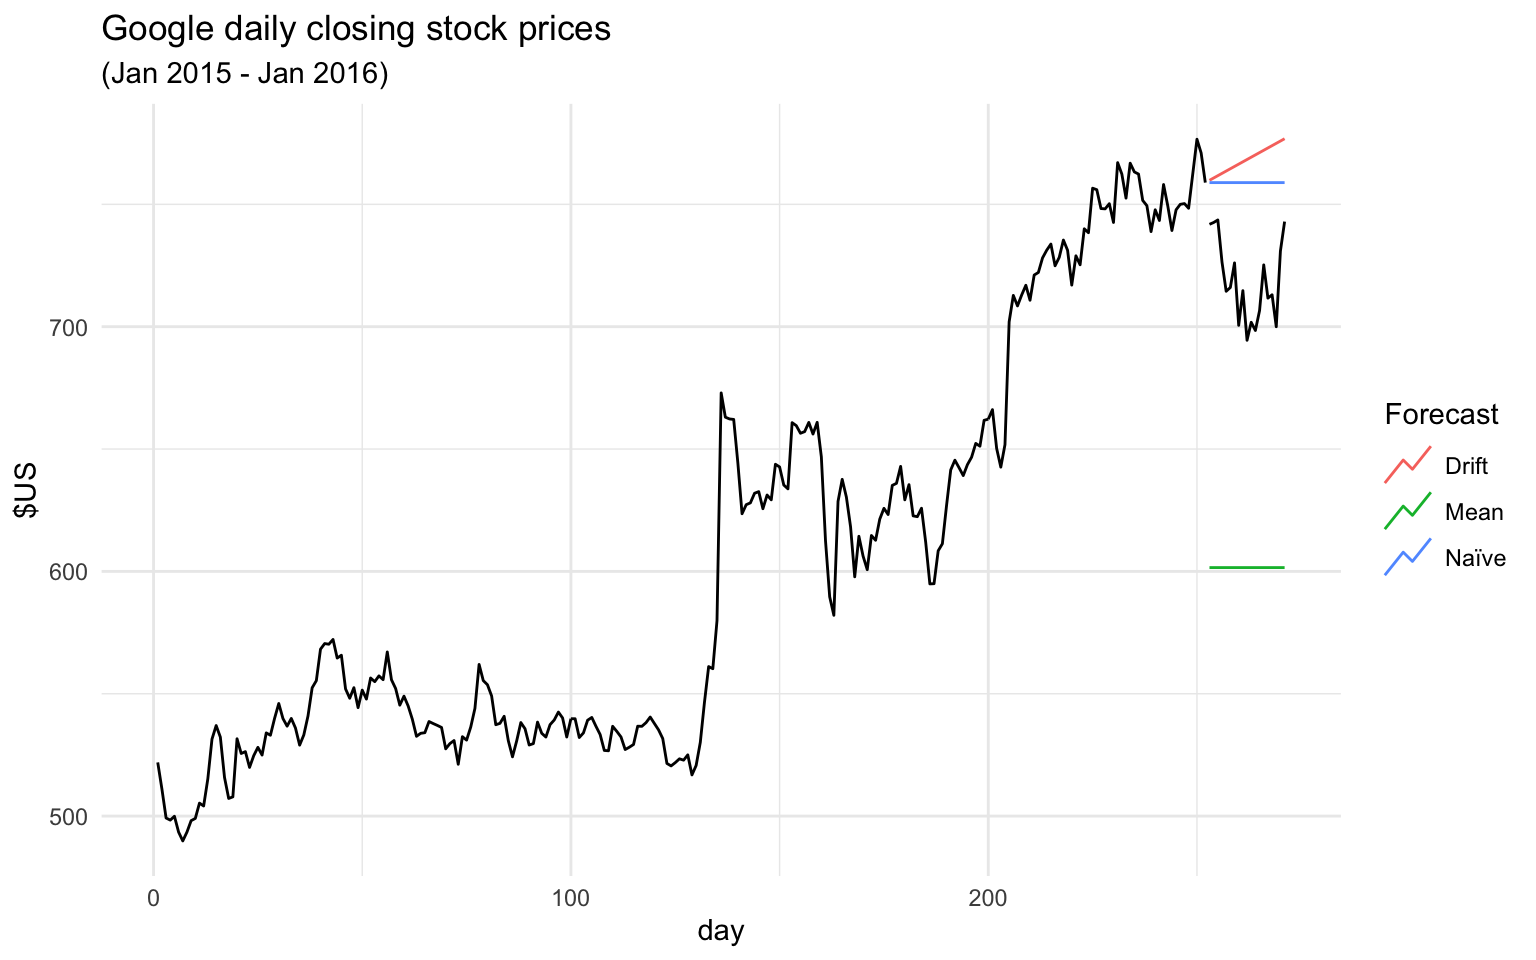 Google daily closing stock prices
(Jan 2015 - Jan 2016)
$US
700
600
500
0
100
200
day
Forecast
Drift
Mean
Naïve